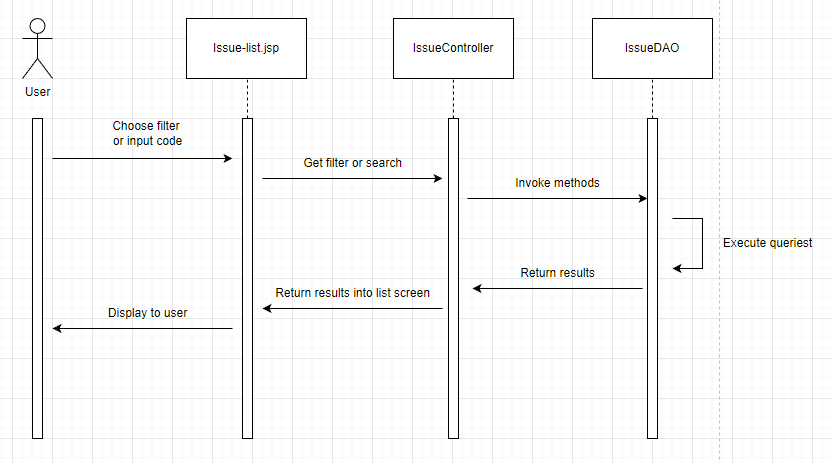 Issue-list.jsp
IssueController
IssueDAO
User
Choose filter
or input code
Get filter or search
Invoke methods
Execute queriest
Return results
Return results into list screen
Display to user